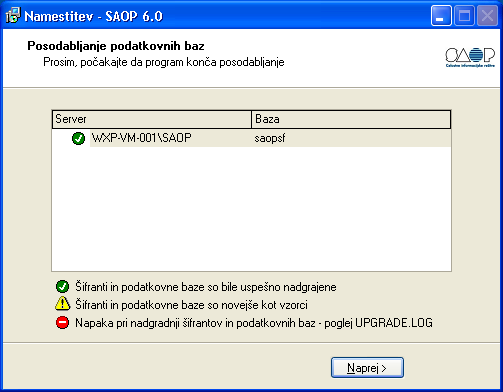 Namestitev - SAOP 6.0
Posodabljanje podatkovnih baz
Prosim, počakajte da program konča posodabljanje
SAOP
Celostne informacijske rešitve
Server Baza
WXP-VM-001\SAOP saopsf
Šifranti in podatkovne baze so bile uspešno nadgrajene
Šifranti in podatkovne baze so novejše kot vzorci
Napaka pri nadgradnji šifrantov in podatkovnih baz - poglej UPGRADE.LOG
Naprej >